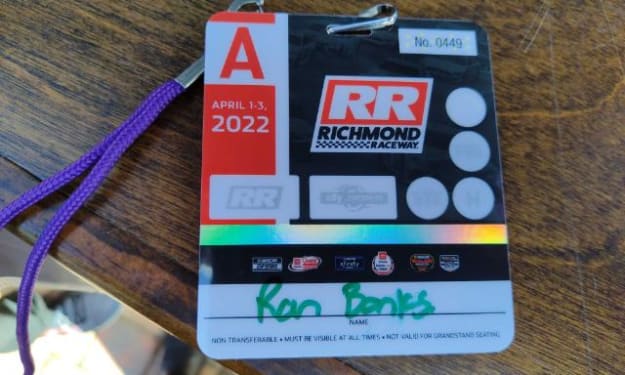 A
No. 0449
APRIL 1-3,
2022
RR
RICHMOND
RACEWAY
RR
H
Ron Banks
NAME
NON TRANSFERABLE • MUST BE VISIBLE AT ALL TIMES • NOT VALID FOR GRANDSTAND SEATING